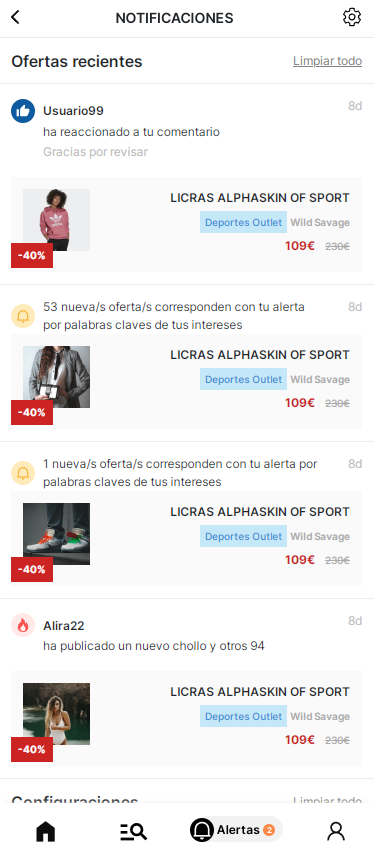 NOTIFICACIONES
Ofertas recientes Limpiar todo
Usuario99 8d
ha reaccionado a tu comentario
Gracias por revisar
LICRAS ALPHASKIN OF SPORT
Deportes Outlet Wild Savage
109€ 230€
-40%
53 nueva/s oferta/s corresponden con tu alerta 8d
por palabras claves de tus intereses
LICRAS ALPHASKIN OF SPORT
Deportes Outlet Wild Savage
109€ 230€
-40%
1 nueva/s oferta/s corresponden con tu alerta por 8d
palabras claves de tus intereses
LICRAS ALPHASKIN OF SPORT
Deportes Outlet Wild Savage
109€ 230€
-40%
Alira22 8d
ha publicado un nuevo chollo y otros 94
LICRAS ALPHASKIN OF SPORT
Deportes Outlet Wild Savage
109€ 230€
-40%
Configuraciones Limpiar todo
Alertas 2